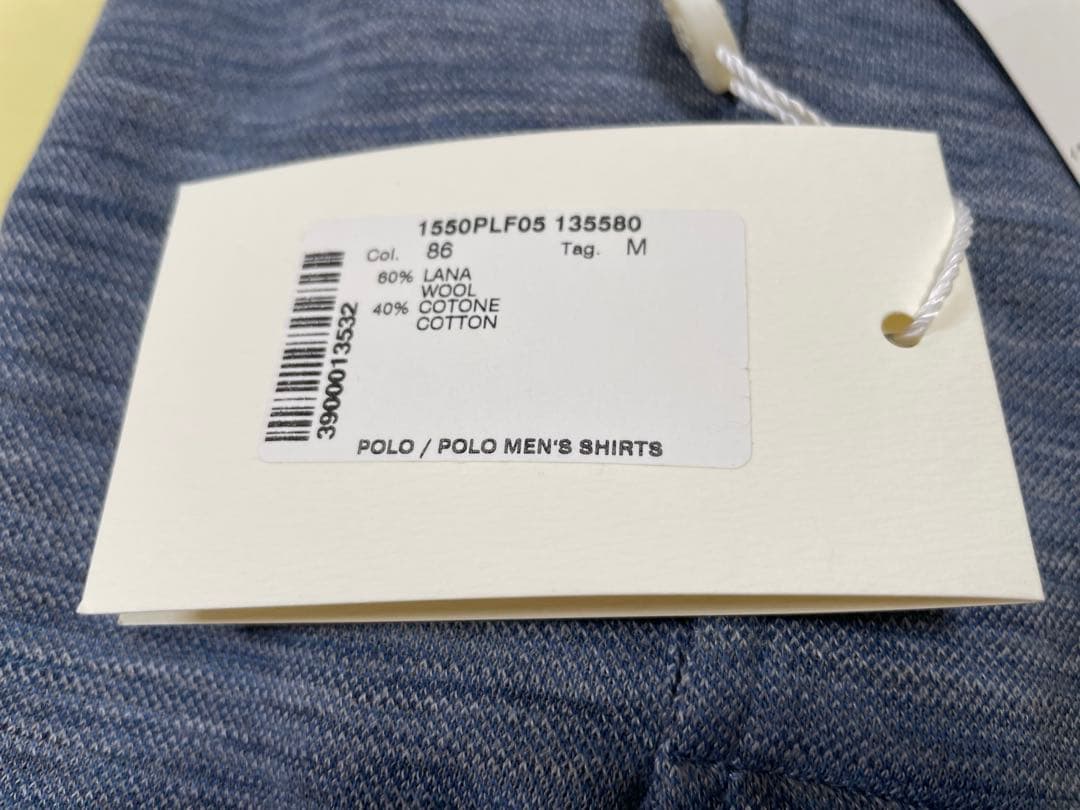 1550PLF05 135580
Col. 86 Tag. M
60% LANA
WOOL
40% COTONE
COTTON
3900013532
POLO / POLO MEN'S SHIRTS